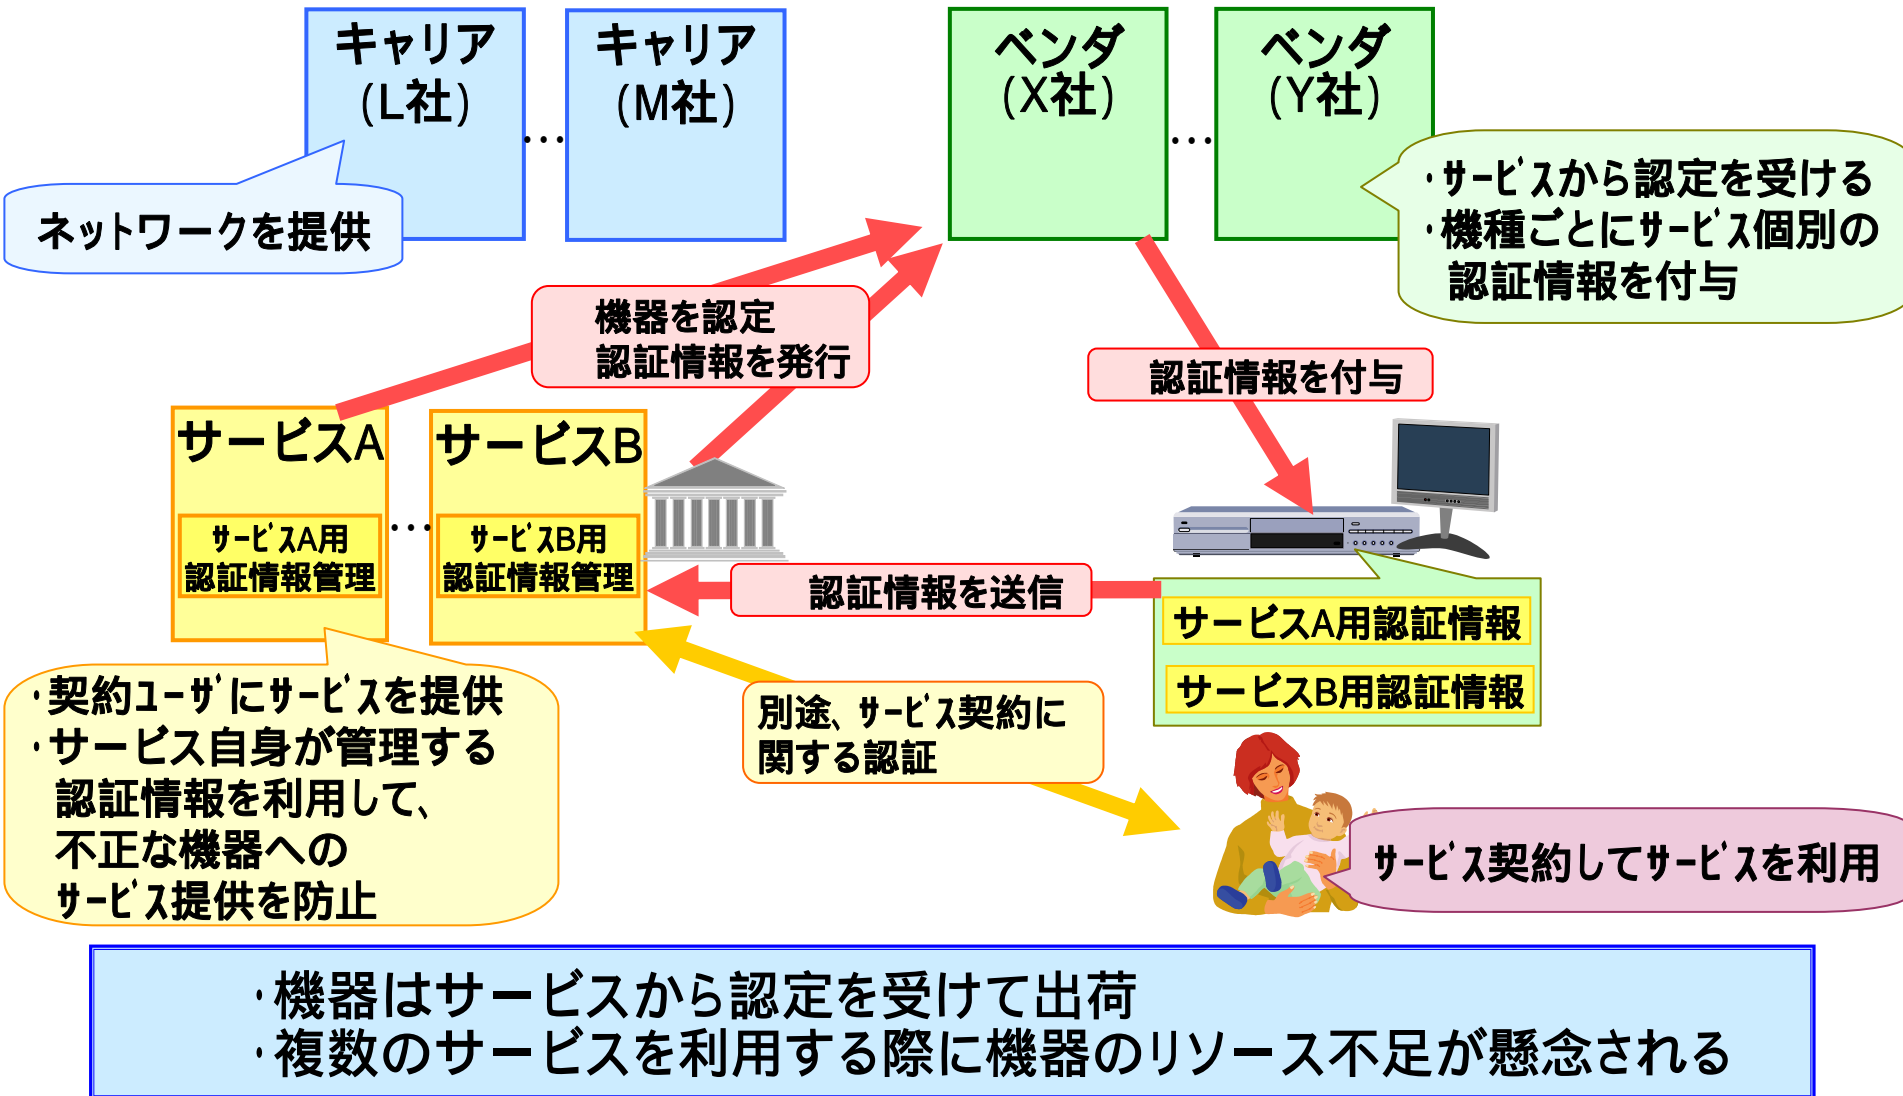 キャリア
(L社)
…
キャリア
(M社)
ベンダ
(X社)
…
ベンダ
(Y社)
ネットワークを提供
・ｻｰﾋﾞｽから認定を受ける
・機種ごとにｻｰﾋﾞｽ個別の
認証情報を付与
機器を認定
認証情報を発行
認証情報を付与
サービスA
ｻｰﾋﾞｽA用
認証情報管理
…
サービスB
ｻｰﾋﾞｽB用
認証情報管理
認証情報を送信
サービスA用認証情報
サービスB用認証情報
・契約ﾕｰｻﾞにｻｰﾋﾞｽを提供
・サービス自身が管理する
認証情報を利用して、
不正な機器への
ｻｰﾋﾞｽ提供を防止
別途、ｻｰﾋﾞｽ契約に
関する認証
ｻｰﾋﾞｽ契約してｻｰﾋﾞｽを利用
・機器はサービスから認定を受けて出荷
・複数のサービスを利用する際に機器のリソース不足が懸念される